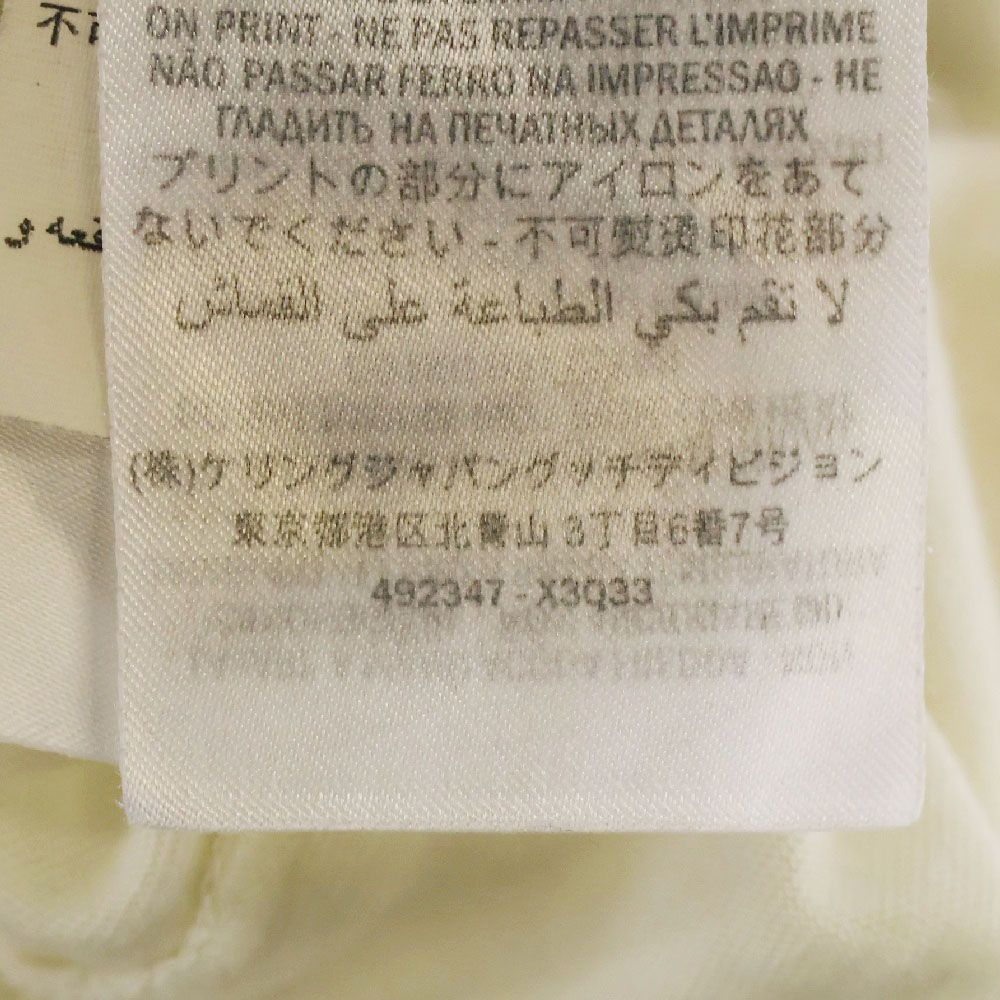 ON PRINT - NE PAS REPASSER L'IMPRIME
NÃO PASSAR FERRO NA IMPRESSAO - НЕ
ГЛАДИТЬ НА ПЕЧАТНЫХ ДЕТАЛЯХ
プリントの部分にアイロンをあて
ないでください - 不可熨烫印花部分
لا تقم بكي الطباعة على القماش
(株)ケリングジャパングッチディビジョン
東京都港区北青山 3丁目6番7号
492347 - X3Q33
不可